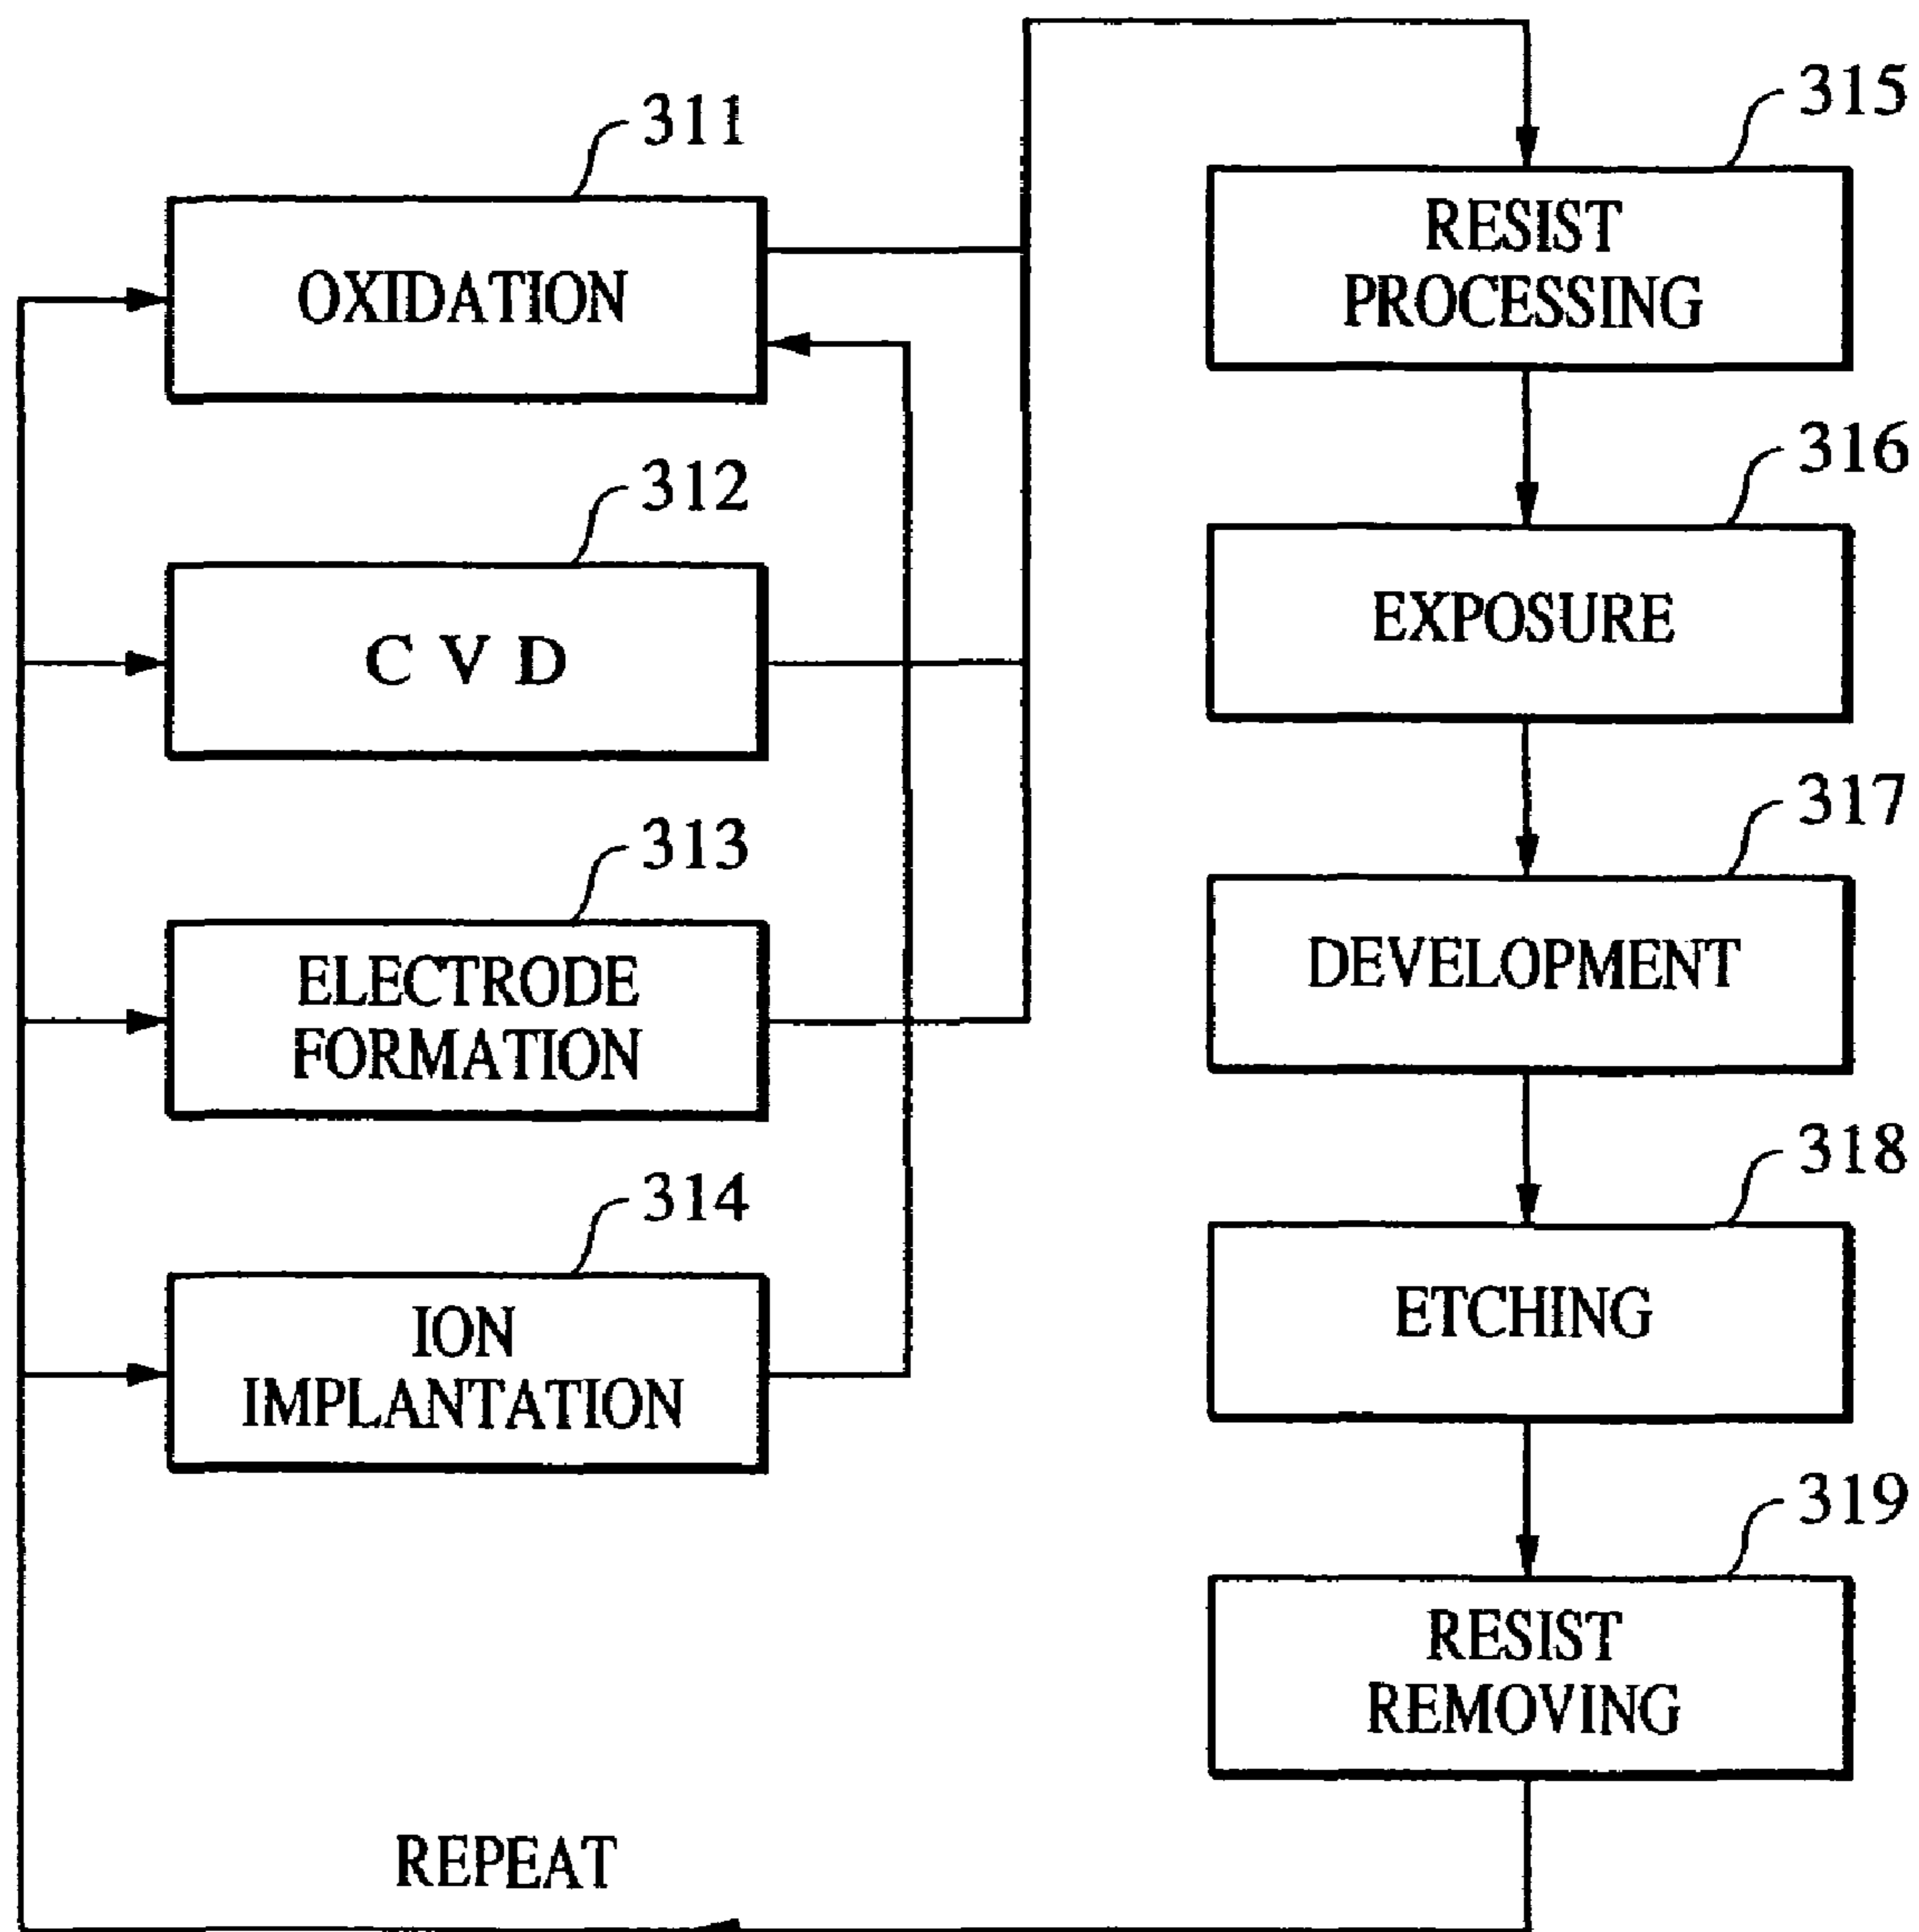 311
OXIDATION
312
C V D
313
ELECTRODE
FORMATION
314
ION
IMPLANTATION
315
RESIST
PROCESSING
316
EXPOSURE
317
DEVELOPMENT
318
ETCHING
319
RESIST
REMOVING
REPEAT